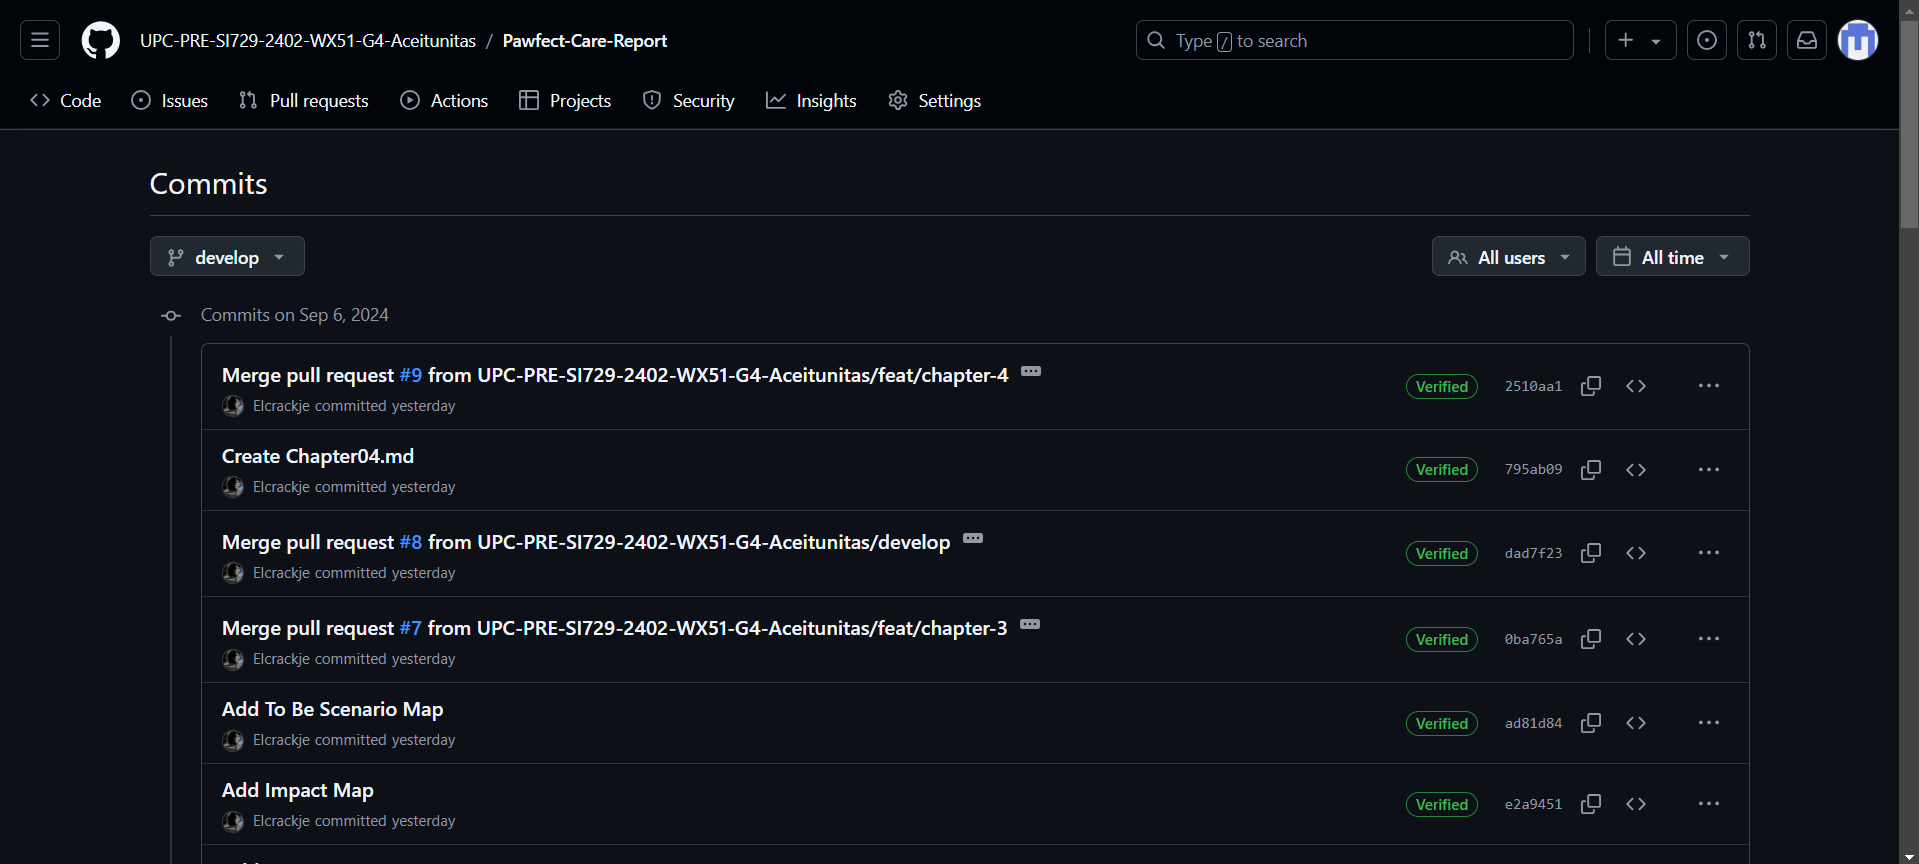 UPC-PRE-SI729-2402-WX51-G4-Aceitunitas / Pawfect-Care-Report
Type / to search
Code Issues Pull requests Actions Projects Security Insights Settings
Commits
develop
All users All time
Commits on Sep 6, 2024
Merge pull request #9 from UPC-PRE-SI729-2402-WX51-G4-Aceitunitas/feat/chapter-4
Elcrackje committed yesterday
Verified 2510aa1
Create Chapter04.md
Elcrackje committed yesterday
Verified 795ab09
Merge pull request #8 from UPC-PRE-SI729-2402-WX51-G4-Aceitunitas/develop
Elcrackje committed yesterday
Verified dad7f23
Merge pull request #7 from UPC-PRE-SI729-2402-WX51-G4-Aceitunitas/feat/chapter-3
Elcrackje committed yesterday
Verified 0ba765a
Add To Be Scenario Map
Elcrackje committed yesterday
Verified ad81d84
Add Impact Map
Elcrackje committed yesterday
Verified e2a9451